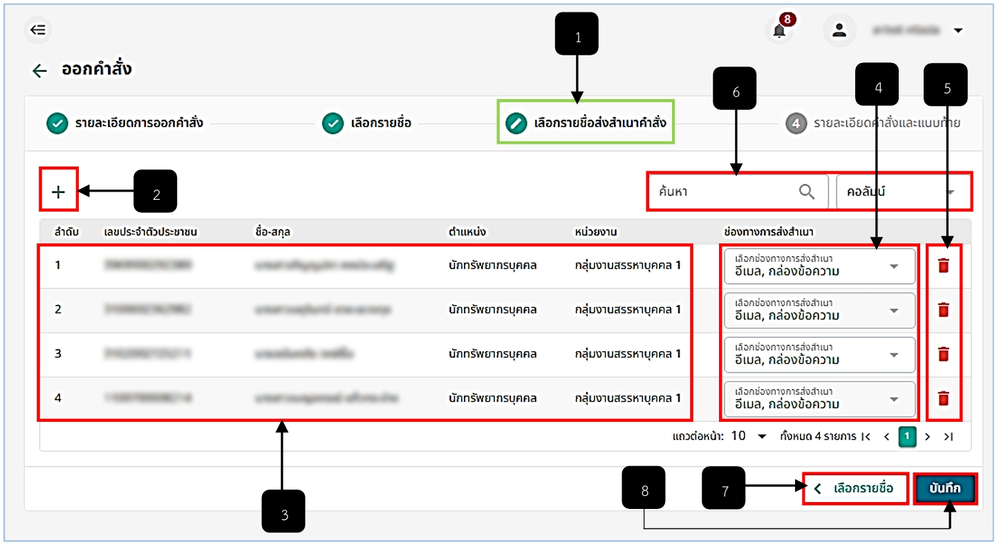 1
8
ออกคำสั่ง
6
4
5
รายละเอียดการออกคำสั่ง
เลือกรายชื่อ
เลือกรายชื่อส่งสำเนาคำสั่ง
4 รายละเอียดคำสั่งและแนบท้าย
2
ค้นหา
คอลัมน์
ลำดับ เลขประจำตัวประชาชน ชื่อ-สกุล ตำแหน่ง หน่วยงาน ช่องทางการส่งสำเนา
เลือกช่องทางการส่งสำเนา
1 นักทรัพยากรบุคคล กลุ่มงานสรรหาบุคคล 1 อีเมล, กล่องข้อความ
เลือกช่องทางการส่งสำเนา
2 นักทรัพยากรบุคคล กลุ่มงานสรรหาบุคคล 1 อีเมล, กล่องข้อความ
เลือกช่องทางการส่งสำเนา
3 นักทรัพยากรบุคคล กลุ่มงานสรรหาบุคคล 1 อีเมล, กล่องข้อความ
เลือกช่องทางการส่งสำเนา
4 นักทรัพยากรบุคคล กลุ่มงานสรรหาบุคคล 1 อีเมล, กล่องข้อความ
แถวต่อหน้า: 10 ทั้งหมด 4 รายการ 1
3
8
7
เลือกรายชื่อ
บันทึก